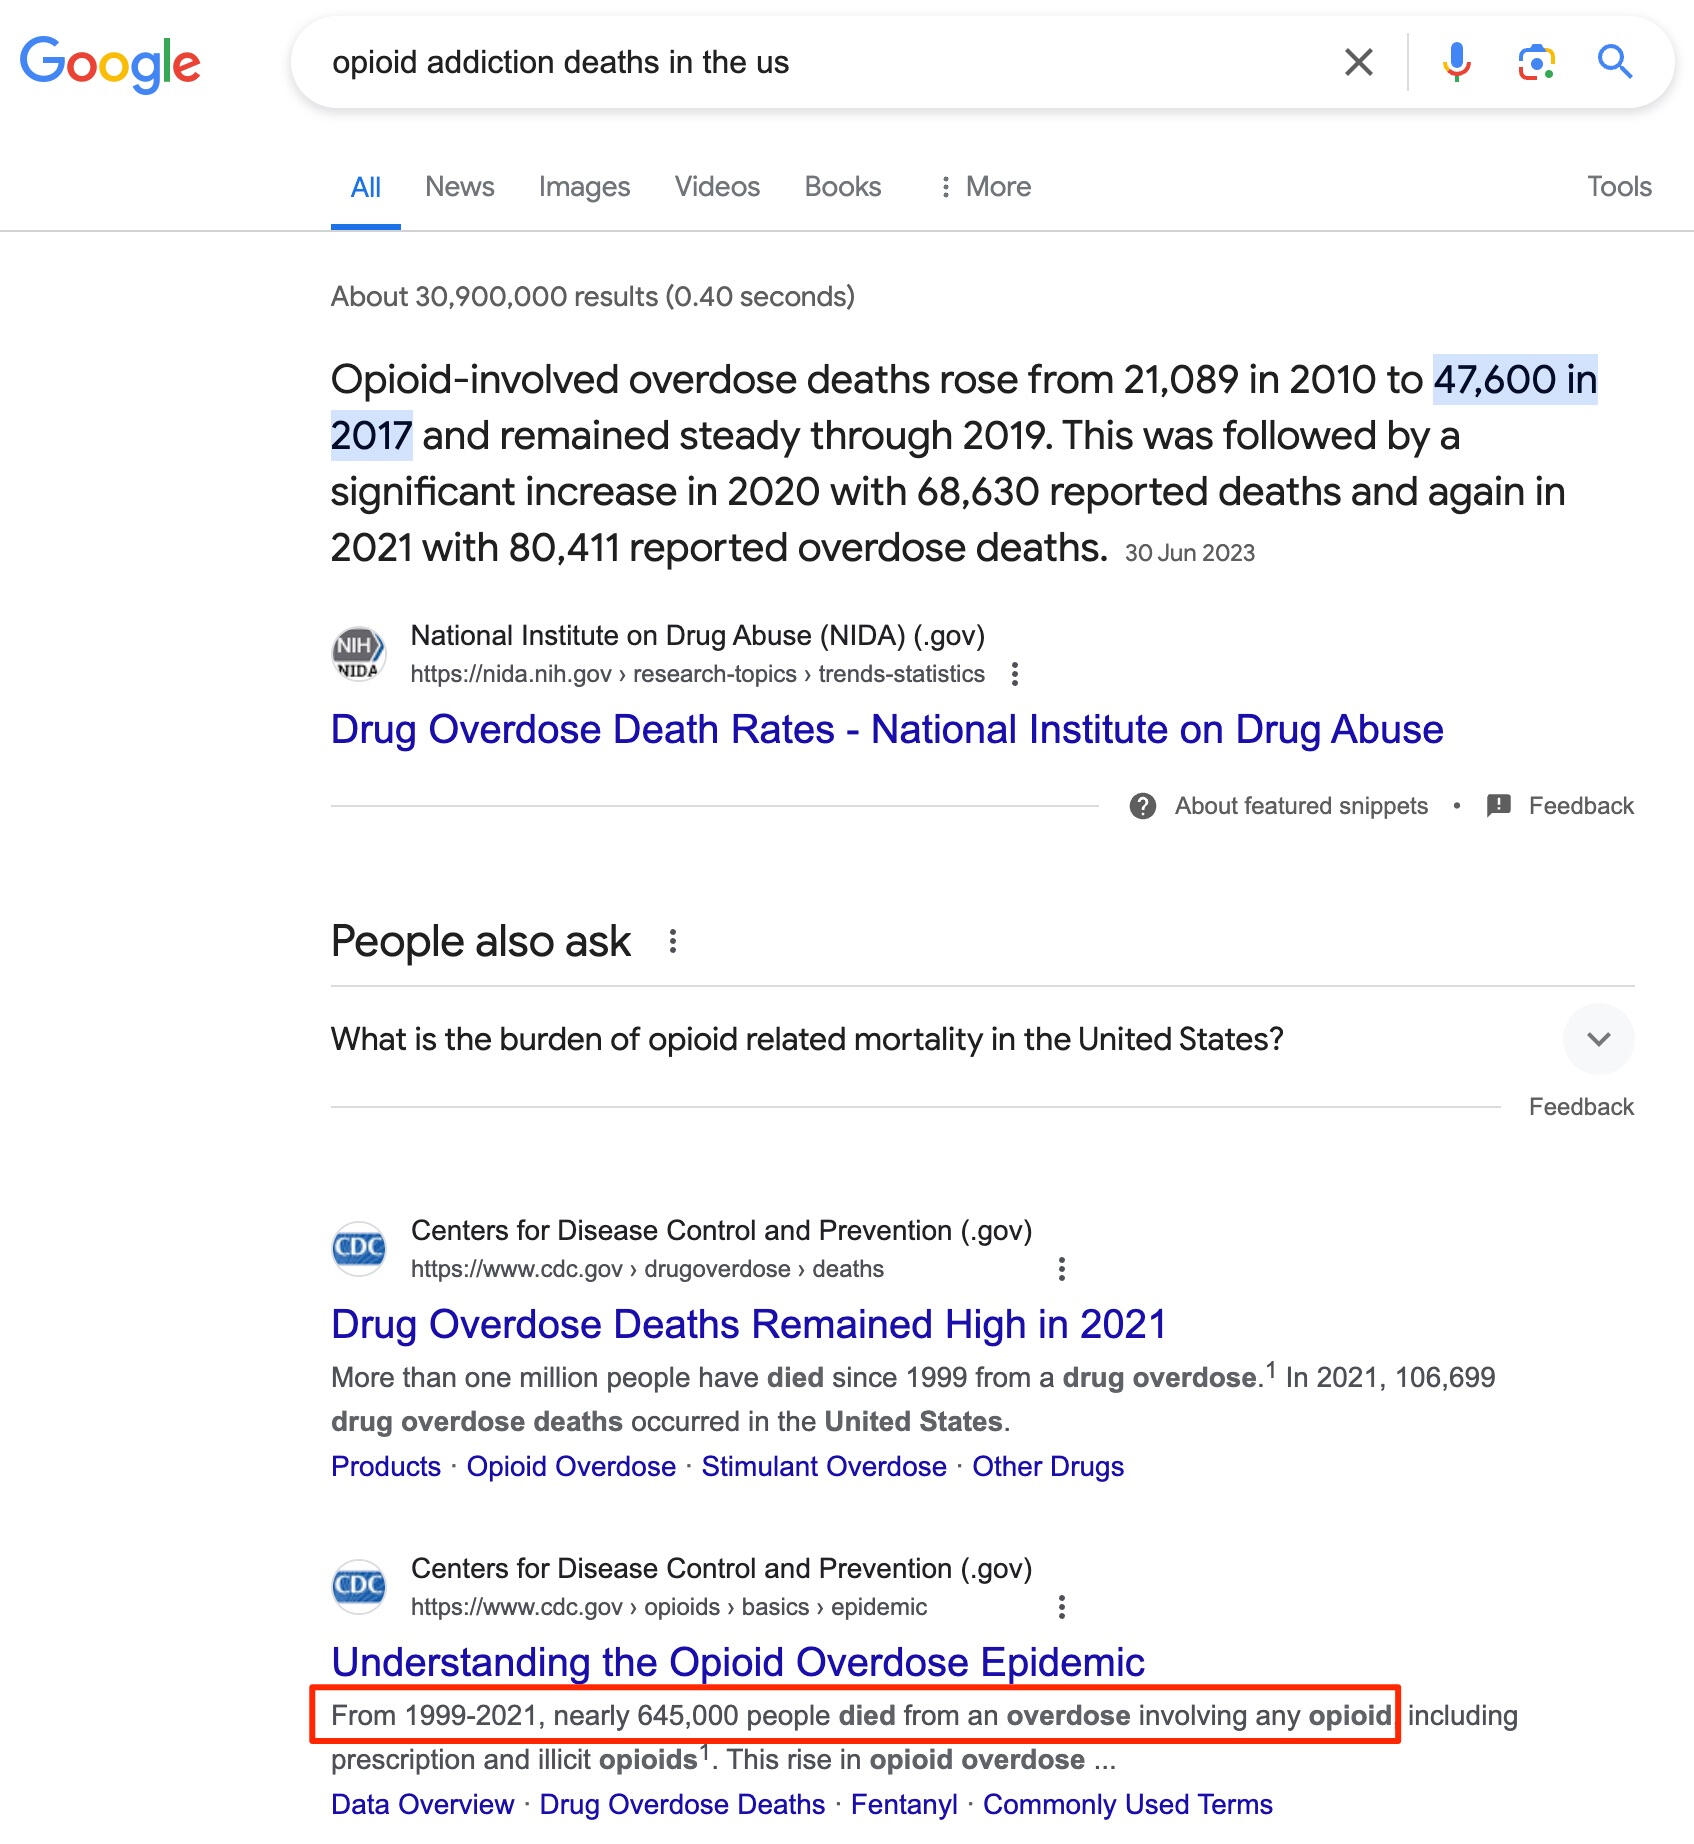 Google
opioid addiction deaths in the us
All News Images Videos Books More Tools
About 30,900,000 results (0.40 seconds)
Opioid-involved overdose deaths rose from 21,089 in 2010 to 47,600 in
2017 and remained steady through 2019. This was followed by a
significant increase in 2020 with 68,630 reported deaths and again in
2021 with 80,411 reported overdose deaths. 30 Jun 2023
NIH
NIDA
National Institute on Drug Abuse (NIDA) (.gov)
https://nida.nih.gov › research-topics › trends-statistics
Drug Overdose Death Rates - National Institute on Drug Abuse
About featured snippets • Feedback
People also ask
What is the burden of opioid related mortality in the United States?
Feedback
CDC
Centers for Disease Control and Prevention (.gov)
https://www.cdc.gov › drugoverdose › deaths
Drug Overdose Deaths Remained High in 2021
More than one million people have died since 1999 from a drug overdose.¹ In 2021, 106,699
drug overdose deaths occurred in the United States.
Products · Opioid Overdose · Stimulant Overdose · Other Drugs
CDC
Centers for Disease Control and Prevention (.gov)
https://www.cdc.gov › opioids › basics › epidemic
Understanding the Opioid Overdose Epidemic
From 1999-2021, nearly 645,000 people died from an overdose involving any opioid including
prescription and illicit opioids¹. This rise in opioid overdose ...
Data Overview · Drug Overdose Deaths · Fentanyl · Commonly Used Terms